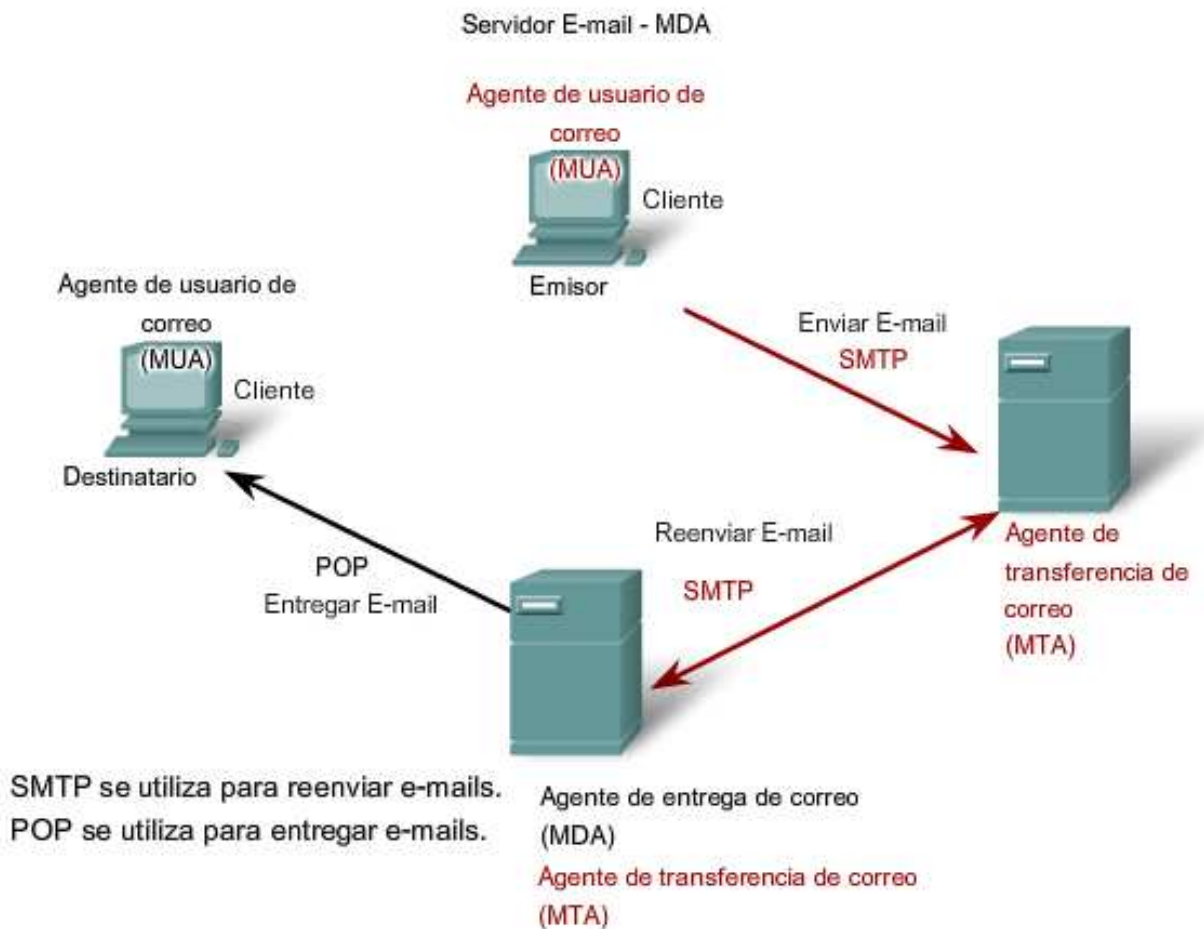 Servidor E-mail - MDA
Agente de usuario de
correo
(MUA)
Cliente
Emisor
Agente de usuario de
correo
(MUA)
Cliente
Destinatario
Enviar E-mail
SMTP
Reenviar E-mail
SMTP
Agente de
transferencia de
correo
(MTA)
POP
Entregar E-mail
SMTP se utiliza para reenviar e-mails.
POP se utiliza para entregar e-mails.
Agente de entrega de correo
(MDA)
Agente de transferencia de correo
(MTA)